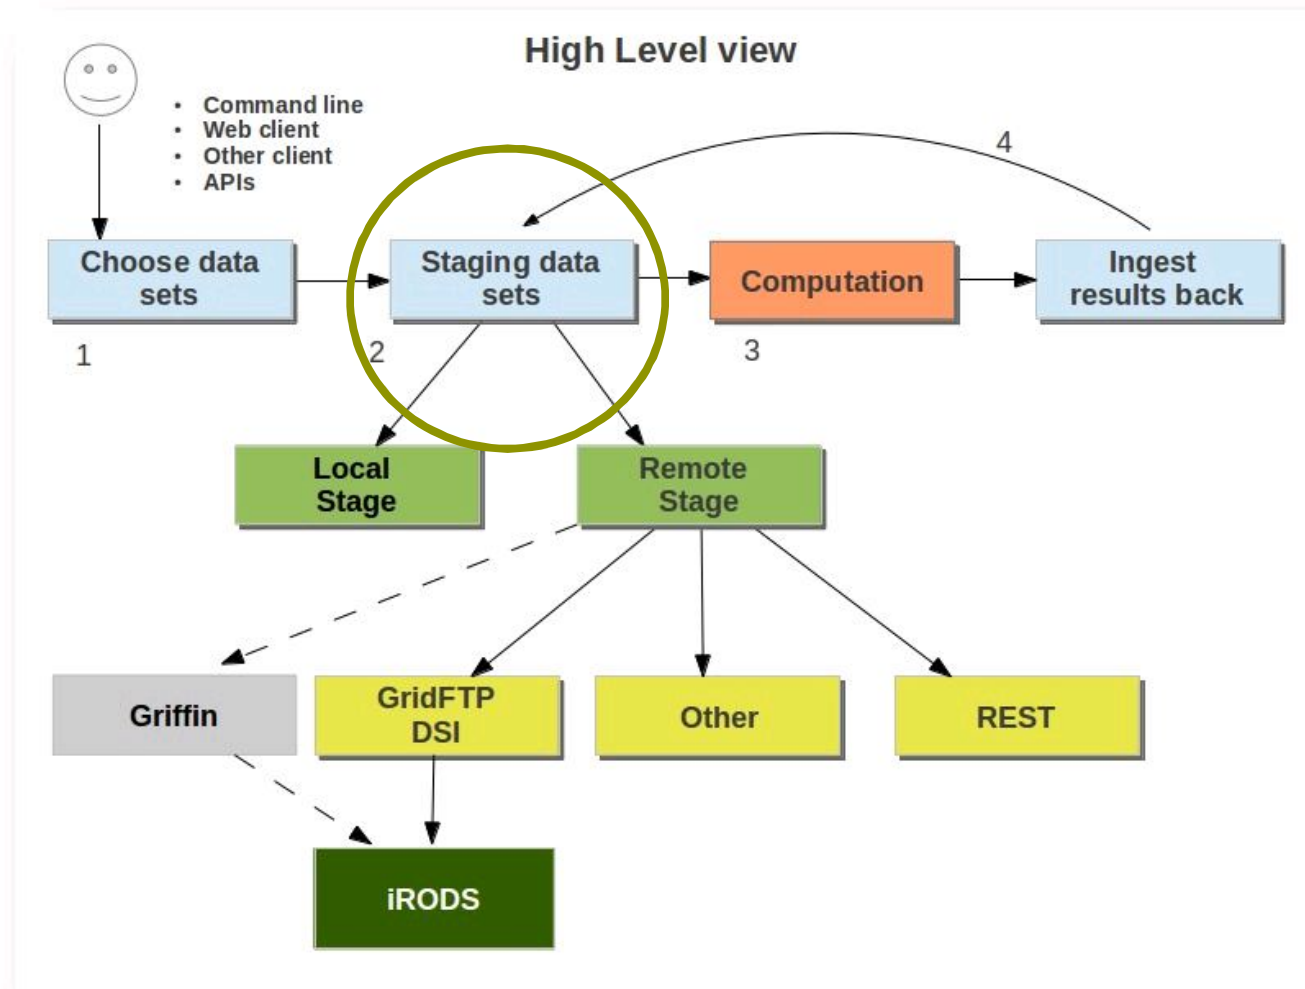 High Level view
• Command line
• Web client
• Other client
• APIs
4
Choose data
sets
Staging data
sets
Computation
Ingest
results back
1
2
3
Local
Stage
Remote
Stage
Griffin
GridFTP
DSI
Other
REST
iRODS